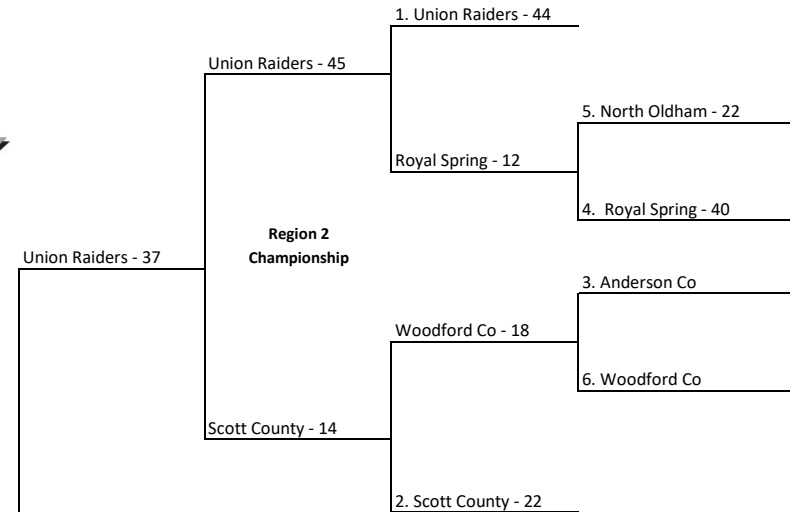 1. Union Raiders - 44
Union Raiders - 45
5. North Oldham - 22
Royal Spring - 12
4.  Royal Spring - 40
Region 2
Championship
Union Raiders - 37
3. Anderson Co
Woodford Co - 18
6. Woodford Co
Scott County - 14
2. Scott County - 22